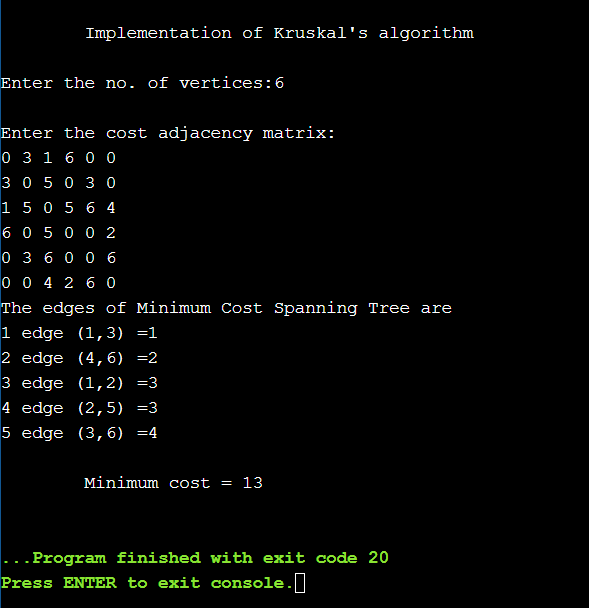 Implementation of Kruskal's algorithm
Enter the no. of vertices:6
Enter the cost adjacency matrix:
0 3 1 6 0 0
3 0 5 0 3 0
1 5 0 5 6 4
6 0 5 0 0 2
0 3 6 0 0 6
0 0 4 2 6 0
The edges of Minimum Cost Spanning Tree are
1 edge (1,3) =1
2 edge (4,6) =2
3 edge (1,2) =3
4 edge (2,5) =3
5 edge (3,6) =4
Minimum cost = 13
...Program finished with exit code 20
Press ENTER to exit console.